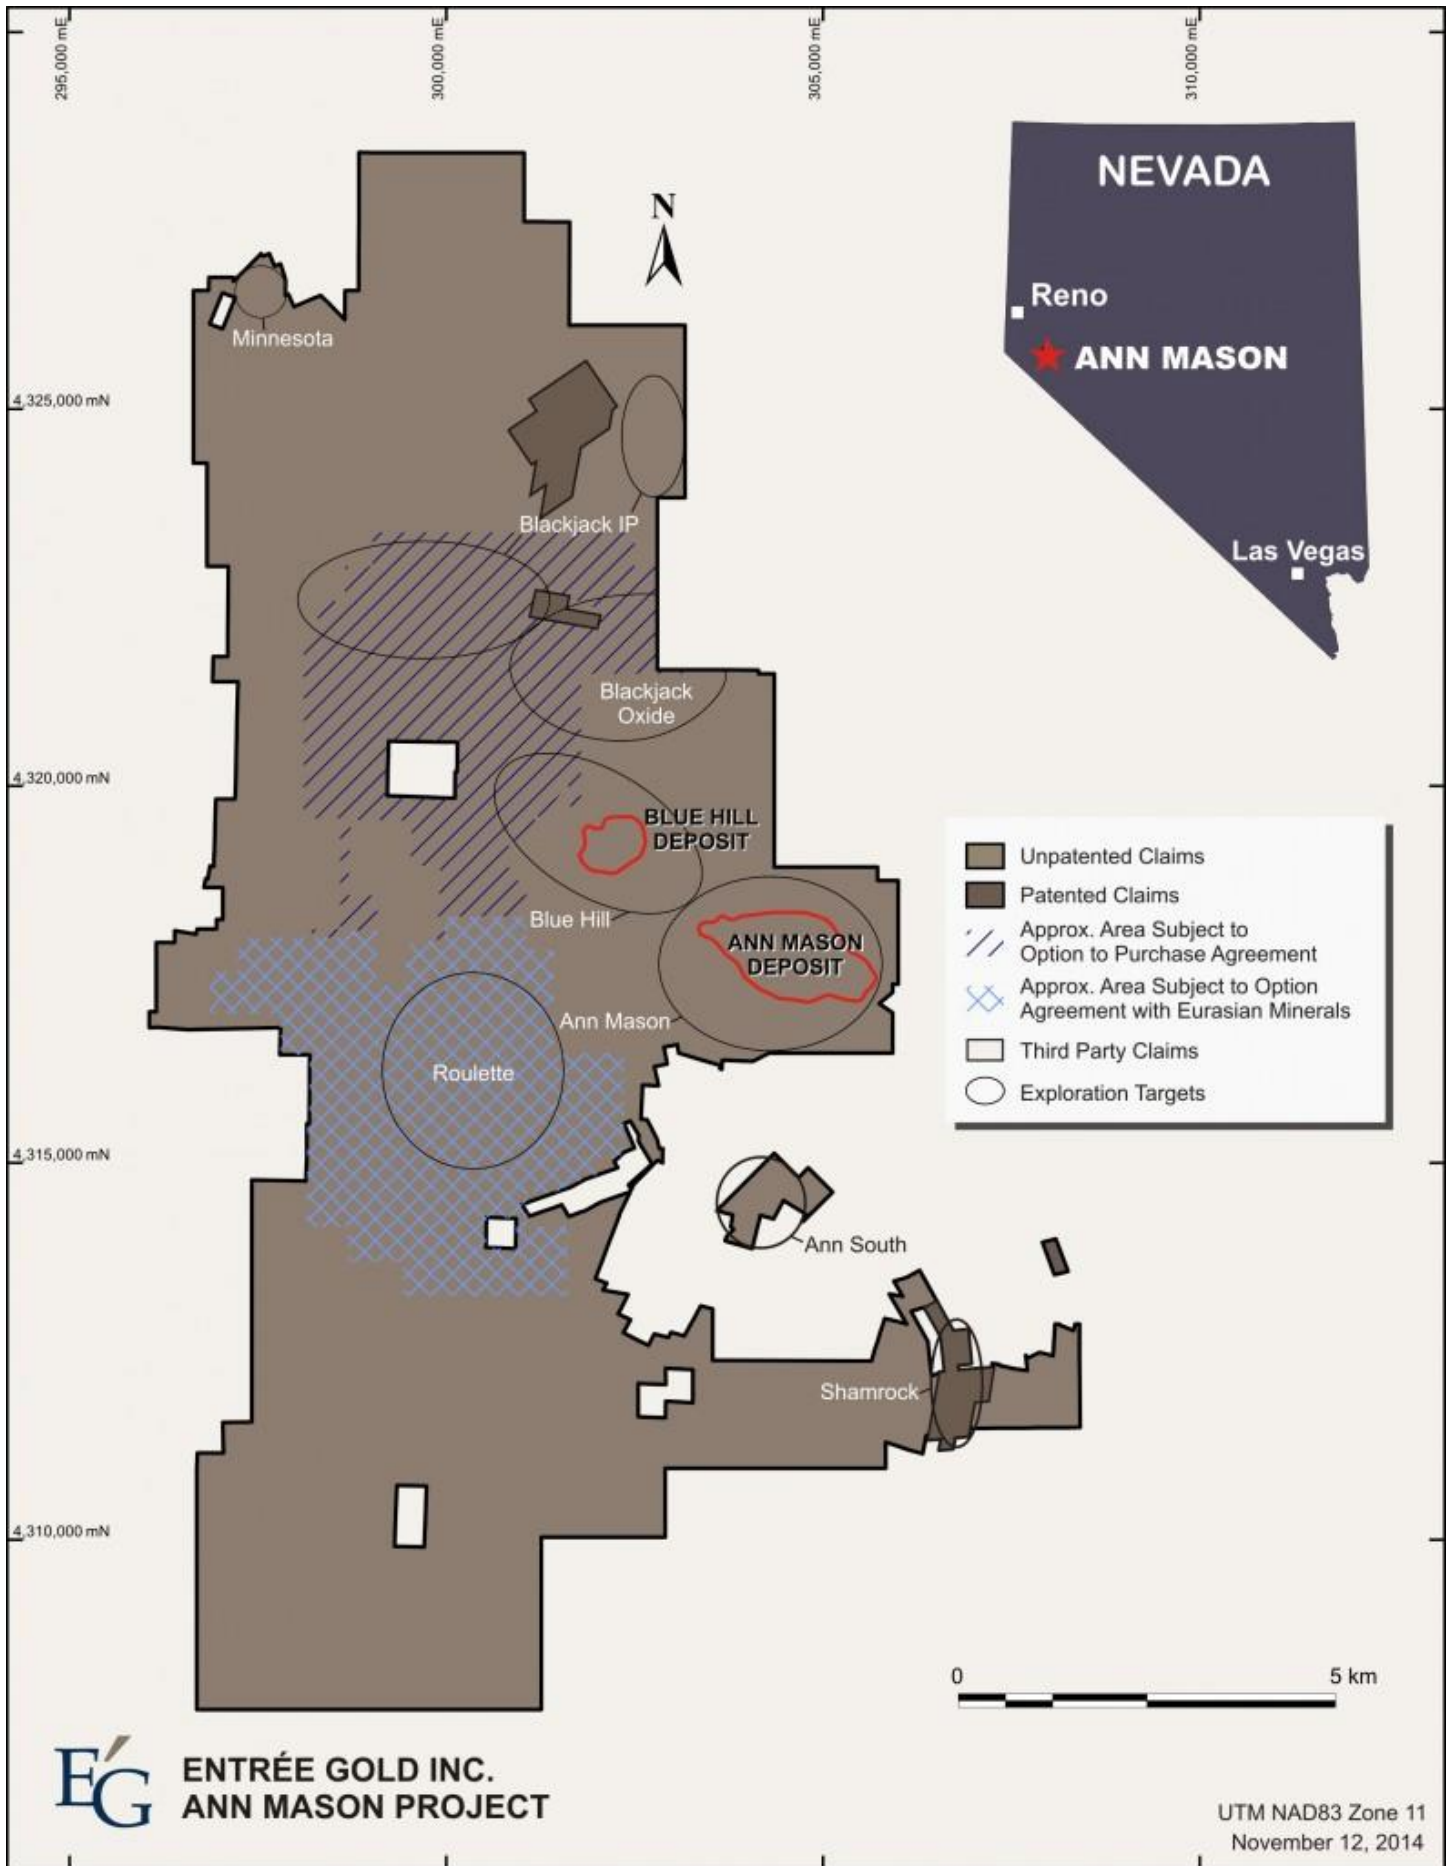 295,000 mE
300,000 mE
305,000 mE
310,000 mE
NEVADA
N
Reno
ANN MASON
Las Vegas
Minnesota
4,325,000 mN
Blackjack IP
Blackjack
Oxide
4,320,000 mN
BLUE HILL
DEPOSIT
Blue Hill
ANN MASON
DEPOSIT
Ann Mason
Roulette
4,315,000 mN
Ann South
Shamrock
4,310,000 mN
Unpatented Claims
Patented Claims
Approx. Area Subject to
Option to Purchase Agreement
Approx. Area Subject to Option
Agreement with Eurasian Minerals
Third Party Claims
Exploration Targets
0 5 km
EG
ENTRÉE GOLD INC.
ANN MASON PROJECT
UTM NAD83 Zone 11
November 12, 2014